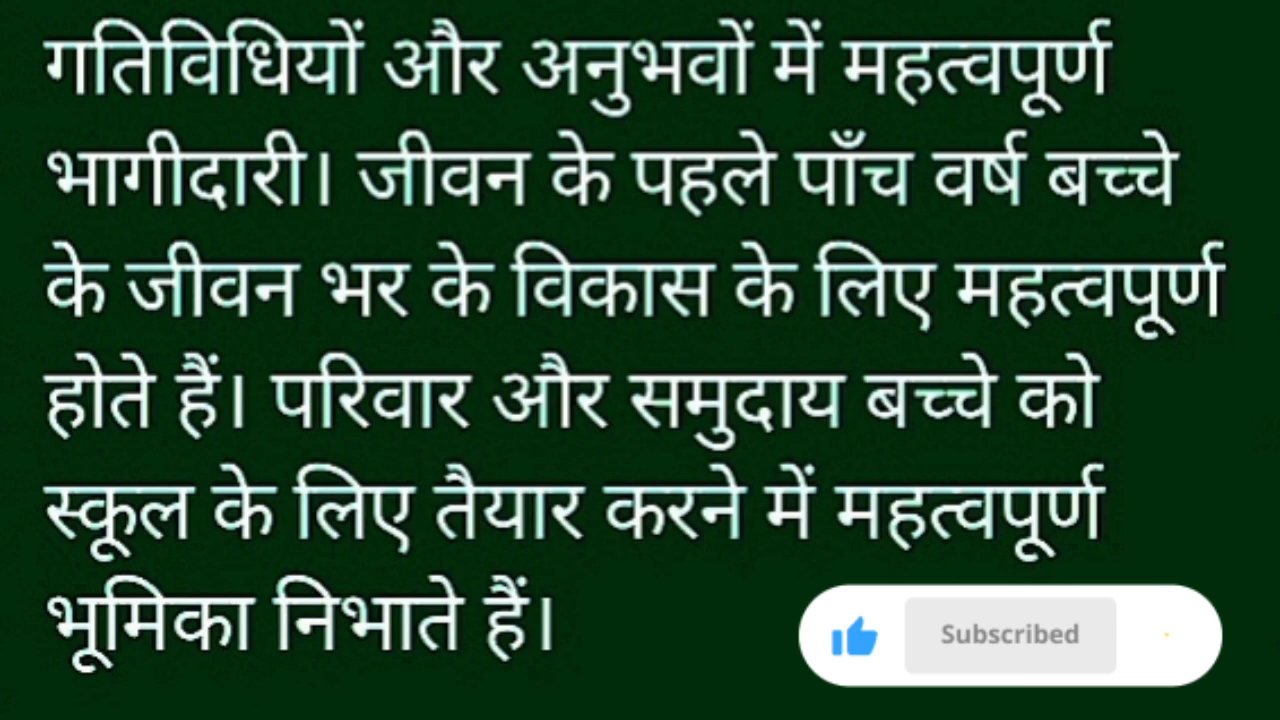 गतिविधियों और अनुभवों में महत्वपूर्ण
भागीदारी। जीवन के पहले पाँच वर्ष बच्चे
के जीवन भर के विकास के लिए महत्वपूर्ण
होते हैं। परिवार और समुदाय बच्चे को
स्कूल के लिए तैयार करने में महत्वपूर्ण
भूमिका निभाते हैं।
Subscribed